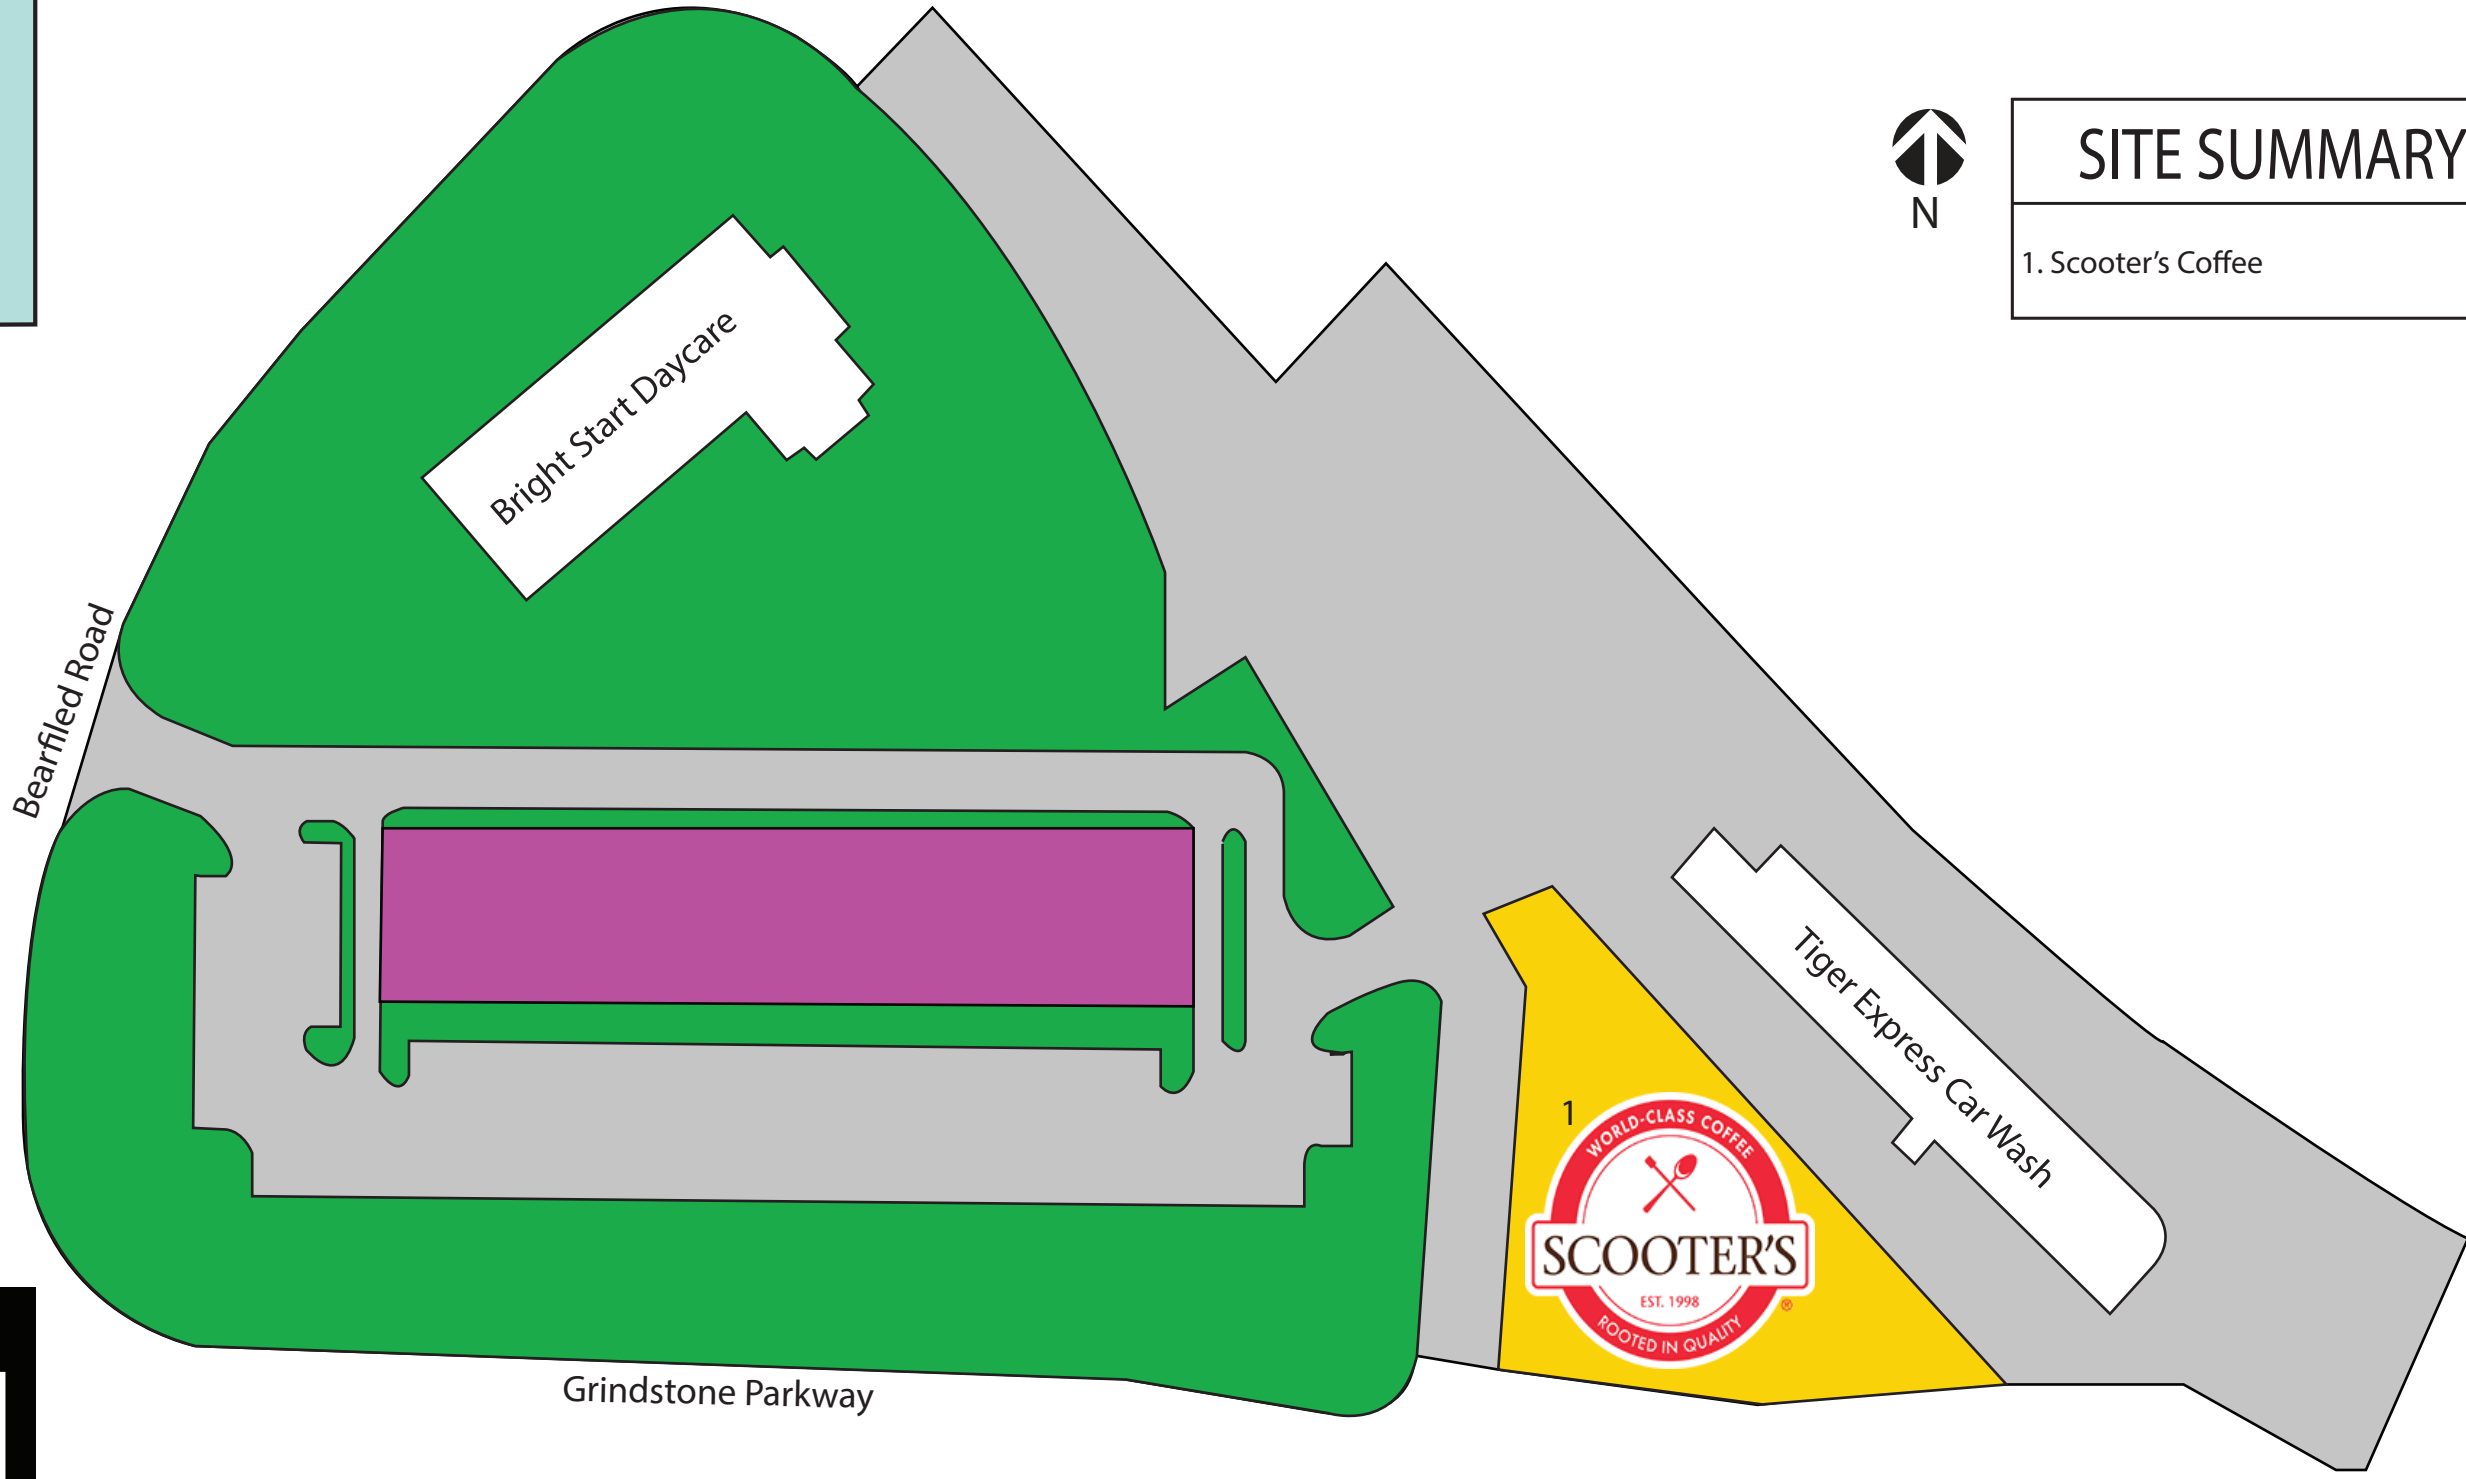 SITE SUMMARY
N
1. Scooter's Coffee
Bright Start Daycare
Bearfiled Road
Tiger Express Car Wash
1
WORLD-CLASS COFFEE
SCOOTER'S
®
EST. 1998
ROOTED IN QUALITY
Grindstone Parkway